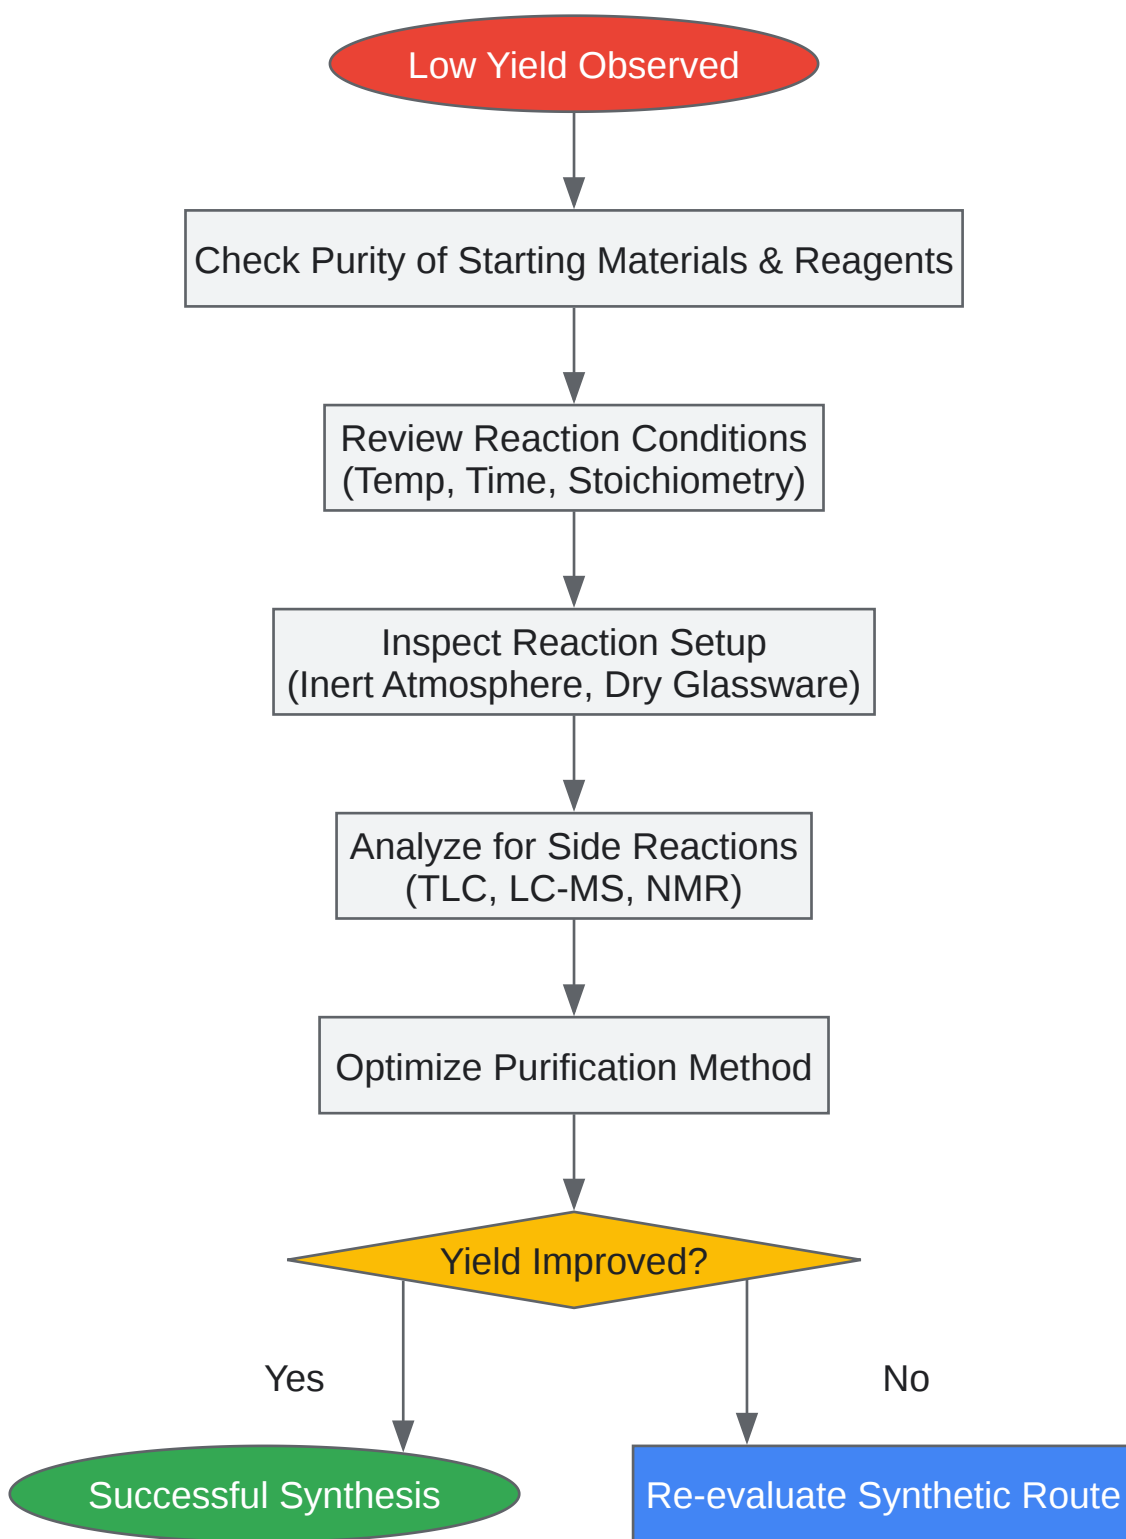 Low Yield Observed
Check Purity of Starting Materials & Reagents
Review Reaction Conditions
(Temp, Time, Stoichiometry)
Inspect Reaction Setup
(Inert Atmosphere, Dry Glassware)
Analyze for Side Reactions
(TLC, LC-MS, NMR)
Optimize Purification Method
Yield Improved?
Yes
No
Successful Synthesis
Re-evaluate Synthetic Route